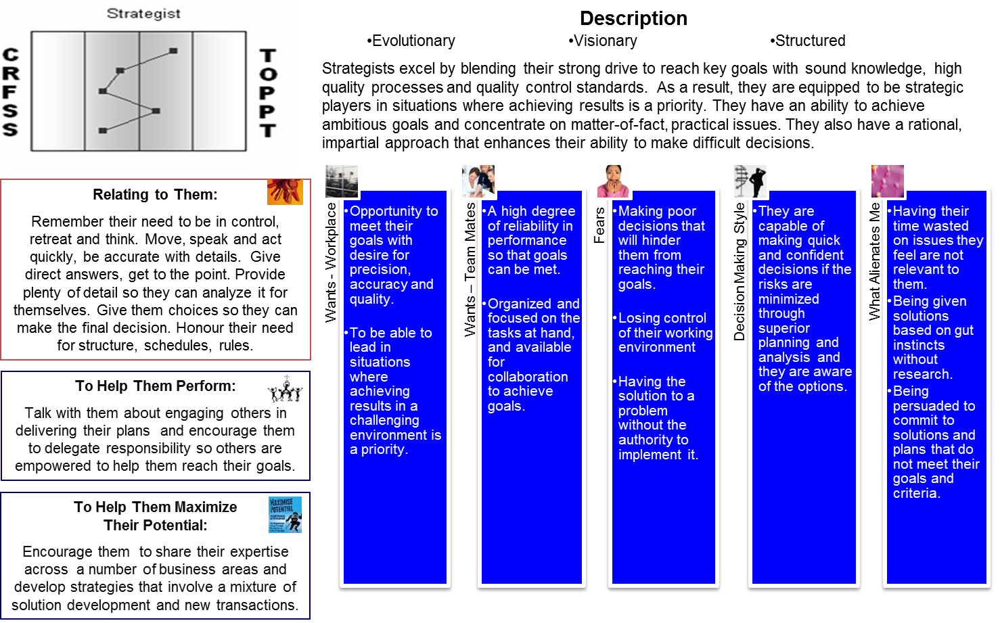 Strategist
C
R
F
S
S
T
O
P
P
T
Description
•Evolutionary
•Visionary
•Structured
Strategists excel by blending their strong drive to reach key goals with sound knowledge, high
quality processes and quality control standards. As a result, they are equipped to be strategic
players in situations where achieving results is a priority. They have an ability to achieve
ambitious goals and concentrate on matter-of-fact, practical issues. They also have a rational,
impartial approach that enhances their ability to make difficult decisions.
Relating to Them:
Remember their need to be in control,
retreat and think. Move, speak and act
quickly, be accurate with details. Give
direct answers, get to the point. Provide
plenty of detail so they can analyze it for
themselves. Give them choices so they can
make the final decision. Honour their need
for structure, schedules, rules.
To Help Them Perform:
Talk with them about engaging others in
delivering their plans and encourage them
to delegate responsibility so others are
empowered to help them reach their goals.
To Help Them Maximize
Their Potential:
MAXIMISE
POTENTIAL
Encourage them to share their expertise
across a number of business areas and
develop strategies that involve a mixture of
solution development and new transactions.
Wants - Workplace
•Opportunity to
meet their
goals with
desire for
precision,
accuracy and
quality.
•To be able to
lead in
situations
where
achieving
results in a
challenging
environment is
a priority.
Wants – Team Mates
•A high degree
of reliability in
performance
so that goals
can be met.
•Organized and
focused on the
tasks at hand,
and available
for
collaboration
to achieve
goals.
Fears
•Making poor
decisions that
will hinder
them from
reaching their
goals.
•Losing control
of their working
environment
•Having the
solution to a
problem
without the
authority to
implement it.
Decision Making Style
•They are
capable of
making quick
and confident
decisions if the
risks are
minimized
through
superior
planning and
analysis and
they are aware
of the options.
What Alienates Me
•Having their
time wasted
on issues they
feel are not
relevant to
them.
•Being given
solutions
based on gut
instincts
without
research.
•Being
persuaded to
commit to
solutions and
plans that do
not meet their
goals and
criteria.